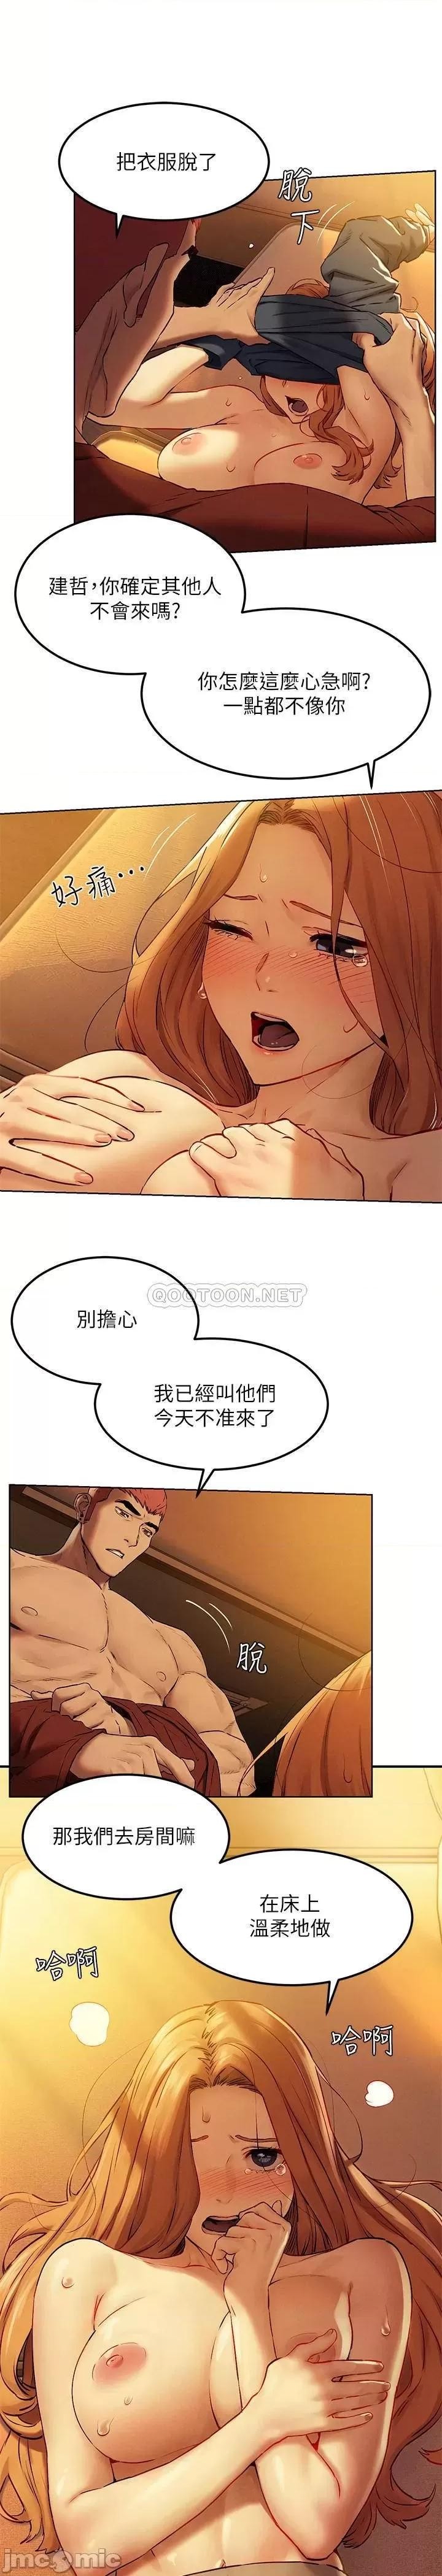 把衣服脫了
脫
下
建哲，你確定其他人
不會來嗎？
你怎麼這麼心急啊？
一點都不像你
好痛…
QOOTOON.NET
別擔心
我已經叫他們
今天不准來了
脫
那我們去房間嘛
在床上
溫柔地做
哈啊
哈啊
jmcomic